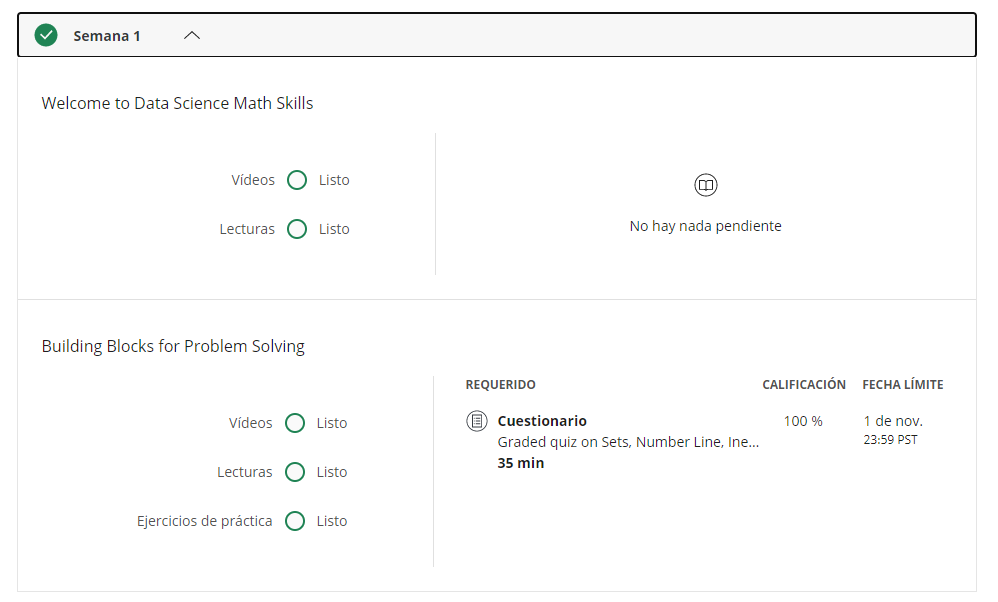 Semana 1
Welcome to Data Science Math Skills
Vídeos Listo
Lecturas Listo
No hay nada pendiente
Building Blocks for Problem Solving
Vídeos Listo
Lecturas Listo
Ejercicios de práctica Listo
REQUERIDO CALIFICACIÓN FECHA LÍMITE
Cuestionario 100 % 1 de nov.
Graded quiz on Sets, Number Line, Ine... 23:59 PST
35 min